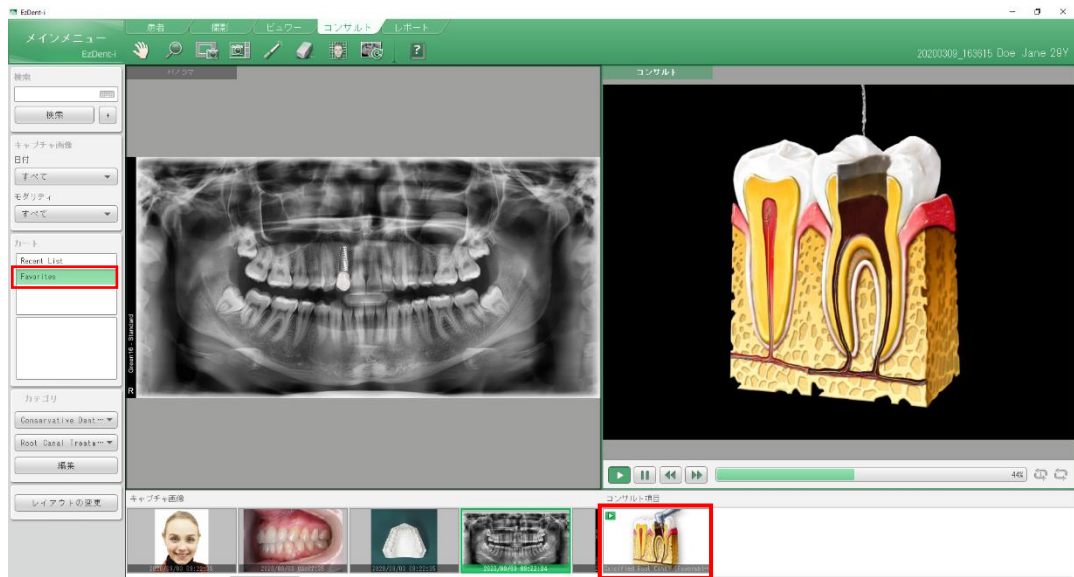 EzDent-i
メインメニュー
EzDent-i
患者
撮影
ビュワー
コンサルト
レポート
?
20200309_163615 Doe Jane 29Y
検索
検索
キャプチャ画像
日付
すべて
モダリティ
すべて
カート
Recent List
Favorites
カテゴリ
Conservative Dent…
Root Canal Treatm…
編集
レイアウトの変更
パノラマ
R
コンサルト
44%
キャプチャ画像
コンサルト項目